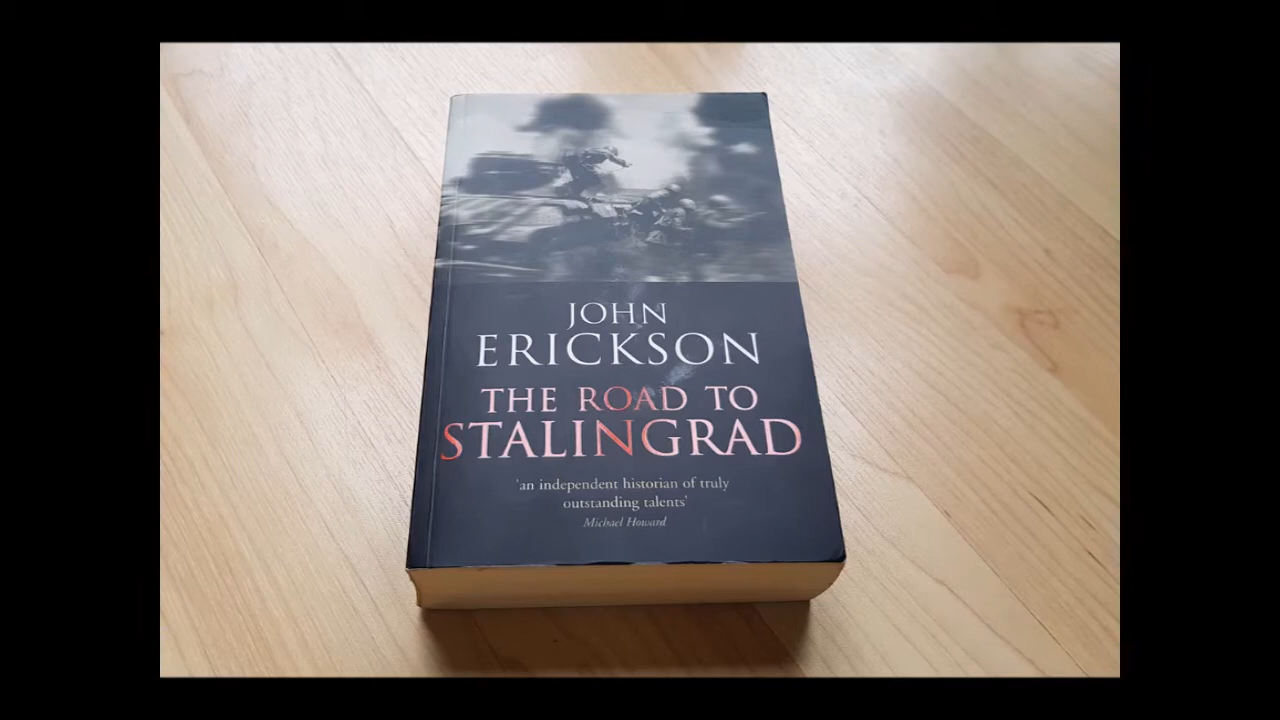 JOHN
ERICKSON
THE ROAD TO
STALINGRAD
'an independent historian of truly
outstanding talents'
Michael Howard